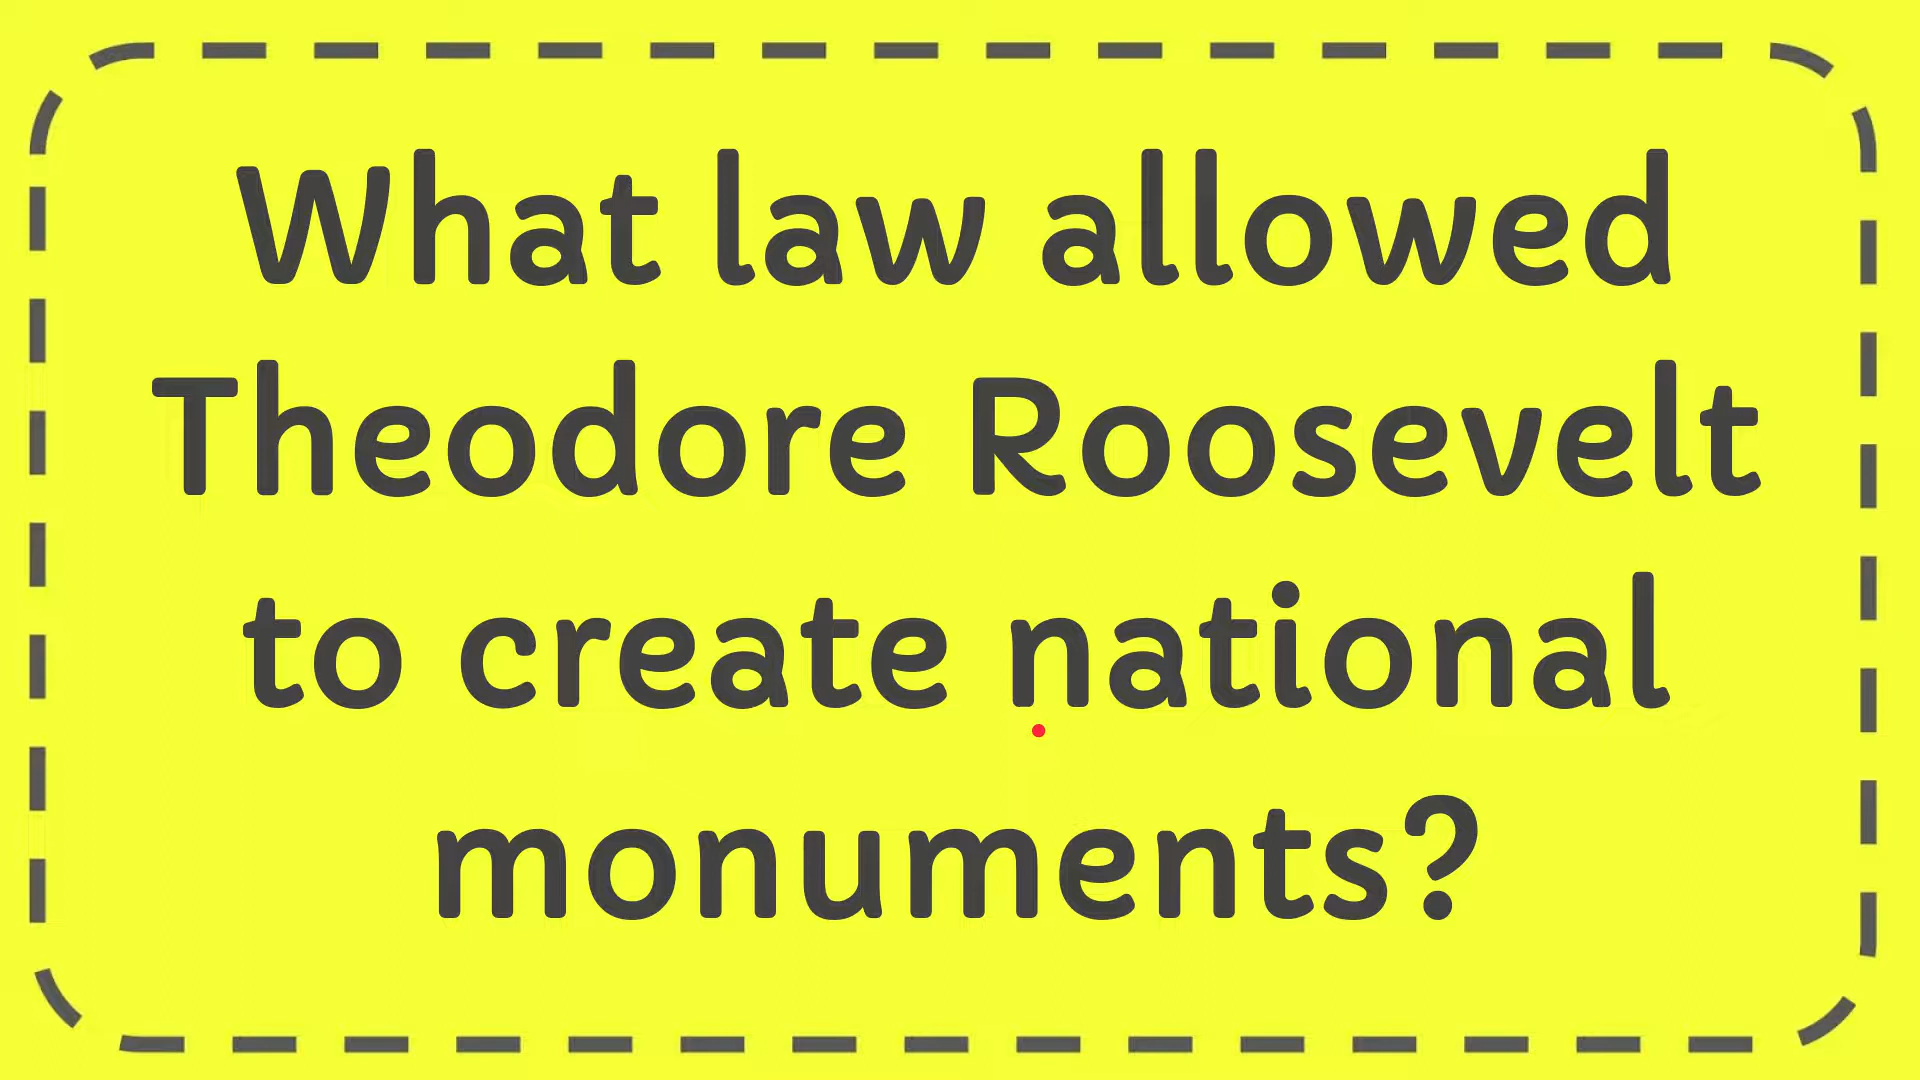 What law allowed
Theodore Roosevelt
to create national
monuments?